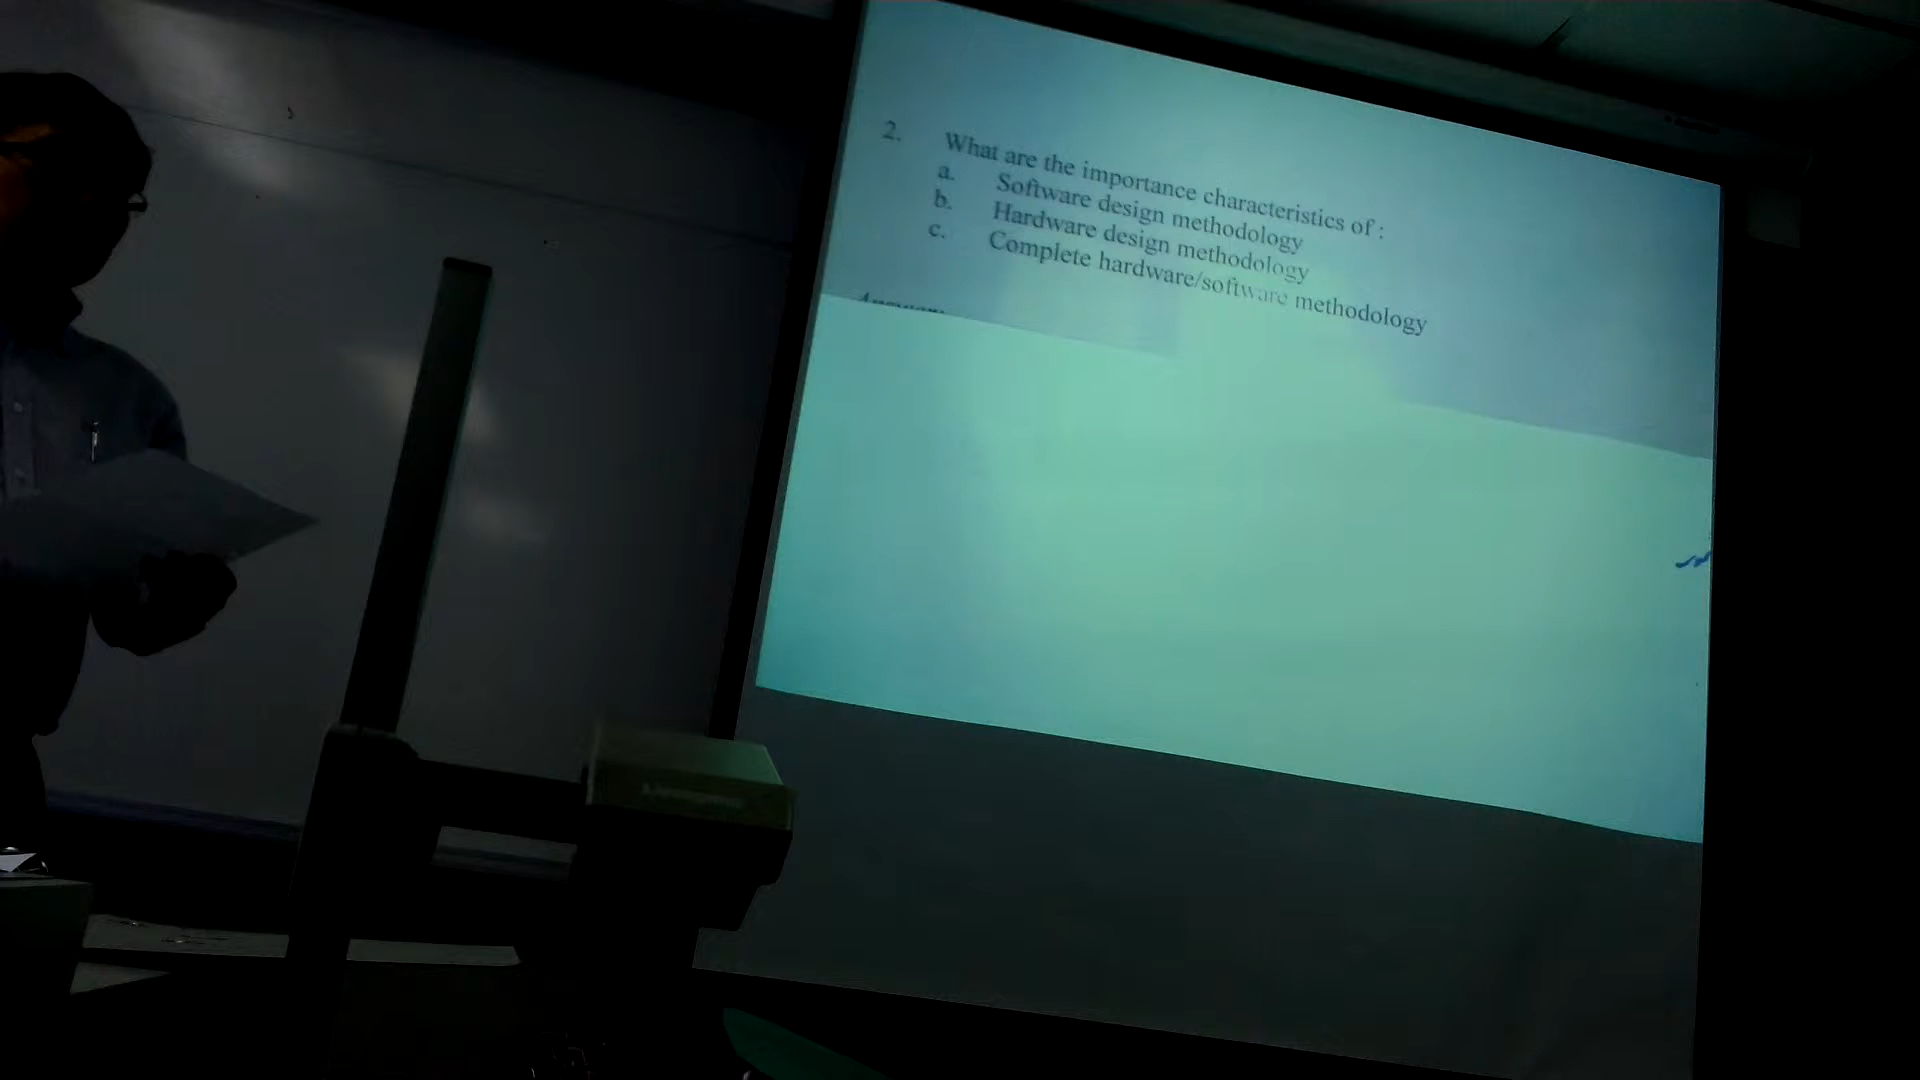 2. What are the importance characteristics of :
a. Software design methodology
b. Hardware design methodology
c. Complete hardware/software methodology